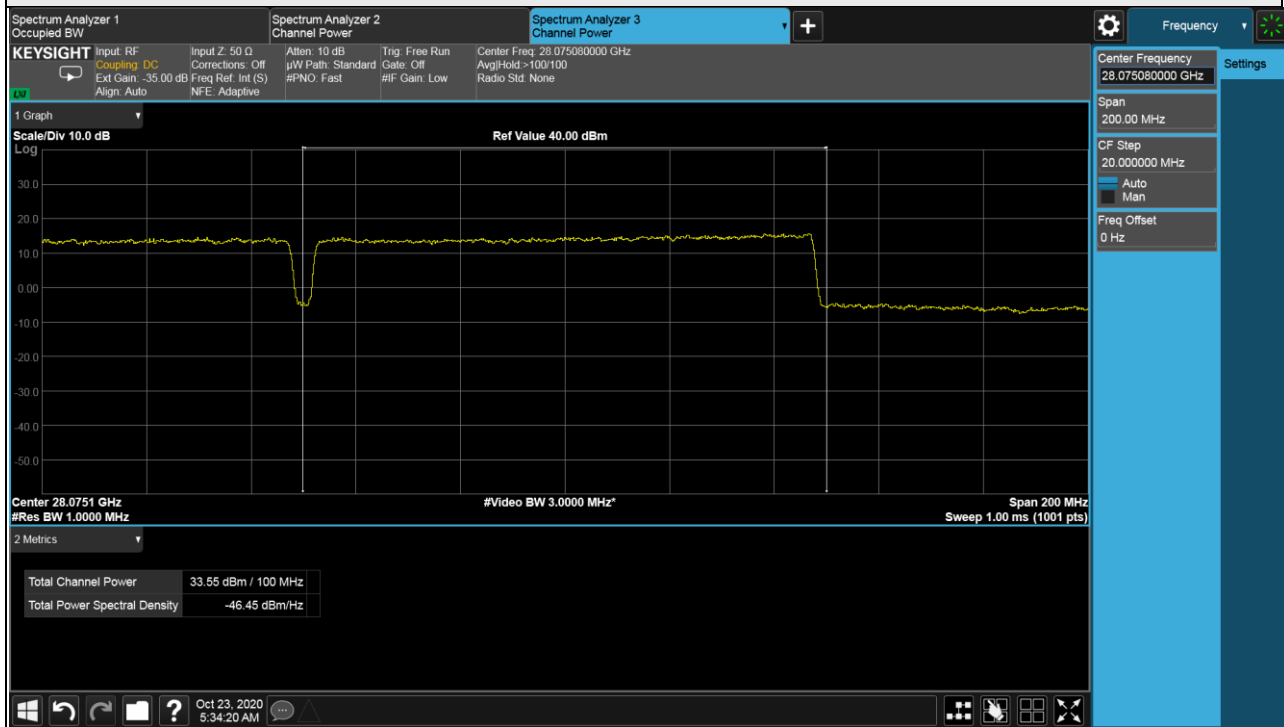 Spectrum Analyzer 1
Occupied BW
Spectrum Analyzer 2
Channel Power
Spectrum Analyzer 3
Channel Power
Frequency
KEYSIGHT
Input: RF
Coupling: DC
Ext Gain: -35.00 dB
Align: Auto
Input Z: 50 Ω
Corrections: Off
Freq Ref: Int (S)
NFE: Adaptive
Atten: 10 dB
µW Path: Standard
#PNO: Fast
Trig: Free Run
Gate: Off
#IF Gain: Low
Center Freq: 28.075080000 GHz
Avg|Hold:>100/100
Radio Std: None
1 Graph
Scale/Div 10.0 dB
Ref Value 40.00 dBm
Log
30.0
20.0
10.0
0.00
-10.0
-20.0
-30.0
-40.0
-50.0
Center 28.0751 GHz
#Video BW 3.0000 MHz*
Span 200 MHz
#Res BW 1.0000 MHz
Sweep 1.00 ms (1001 pts)
2 Metrics
Total Channel Power 33.55 dBm / 100 MHz
Total Power Spectral Density -46.45 dBm/Hz
Center Frequency
28.075080000 GHz
Settings
Span
200.00 MHz
CF Step
20.000000 MHz
Auto
Man
Freq Offset
0 Hz
?
Oct 23, 2020
5:34:20 AM